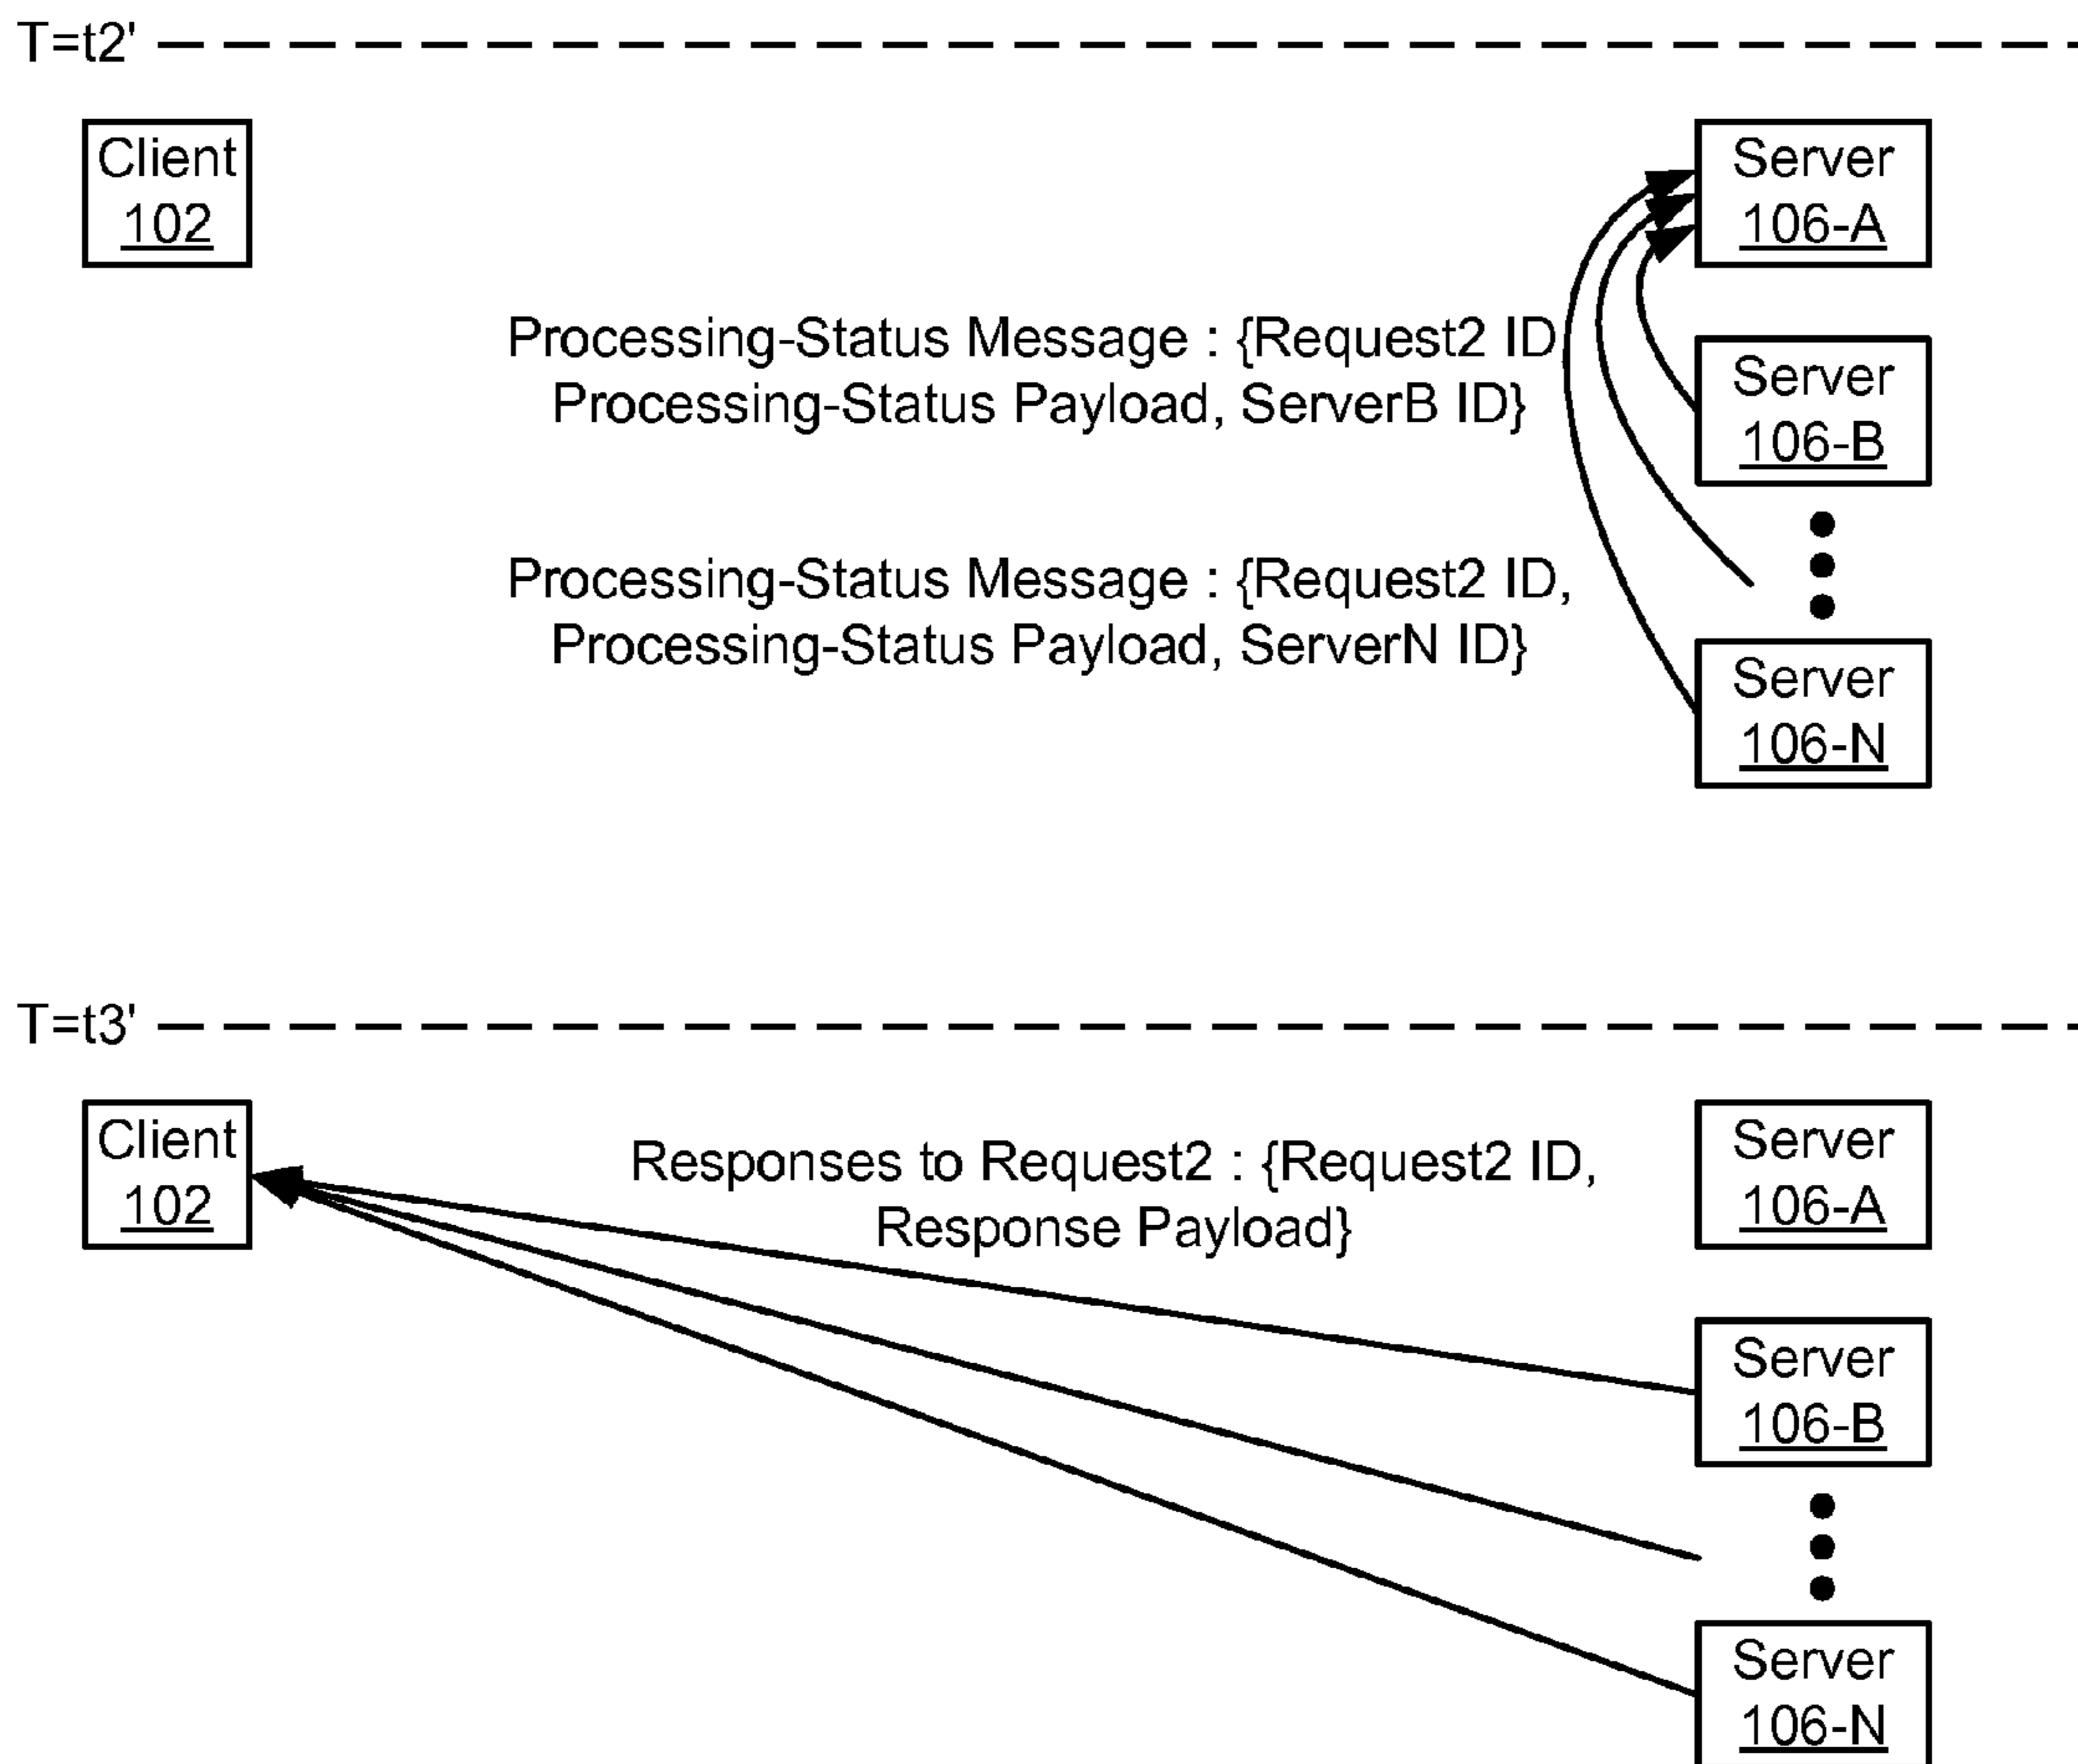 T=t2'
Client
102
Server
106-A
Processing-Status Message : {Request2 ID
Processing-Status Payload, ServerB ID}
Server
106-B
Processing-Status Message : {Request2 ID,
Processing-Status Payload, ServerN ID}
Server
106-N
T=t3'
Client
102
Responses to Request2 : {Request2 ID,
Response Payload}
Server
106-A
Server
106-B
Server
106-N